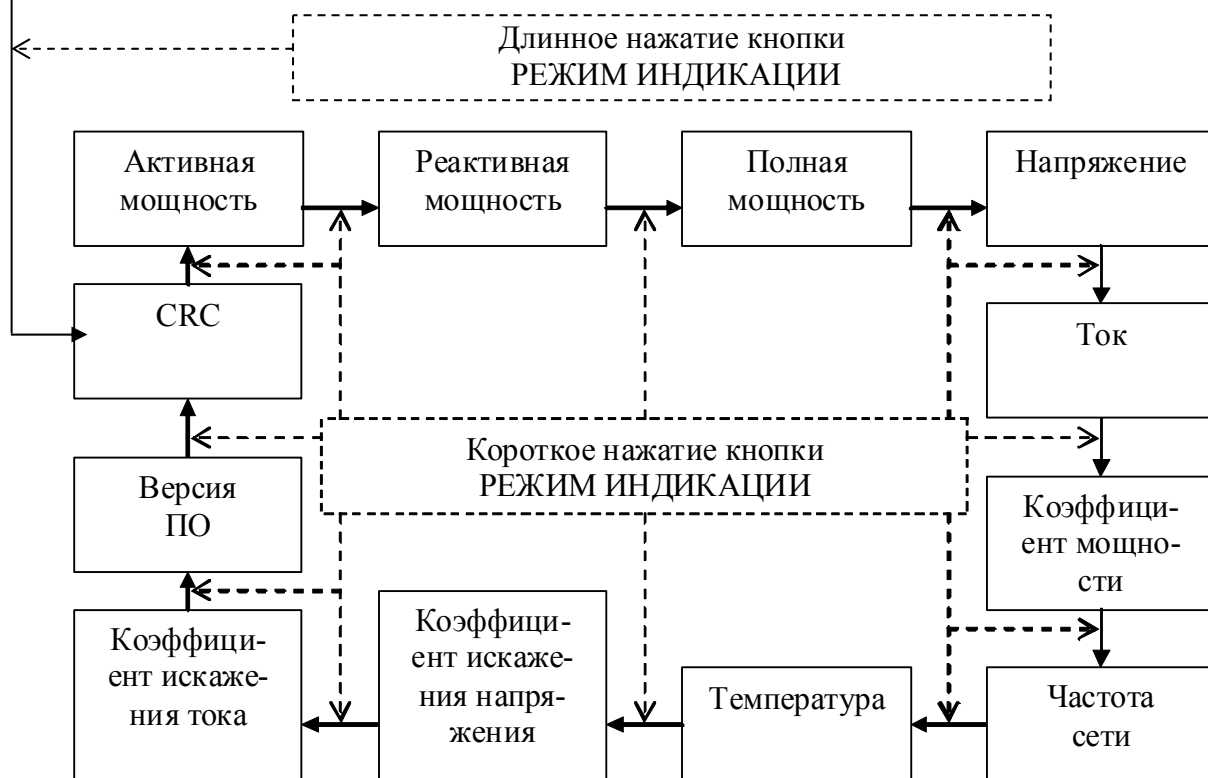 Длинное нажатие кнопки
РЕЖИМ ИНДИКАЦИИ
Активная
мощность
Реактивная
мощность
Полная
мощность
Напряжение
CRC
Ток
Короткое нажатие кнопки
РЕЖИМ ИНДИКАЦИИ
Версия
ПО
Коэффици-
ент мощно-
сти
Коэффици-
ент искаже-
ния тока
Коэффици-
ент искаже-
ния напря-
жения
Температура
Частота
сети